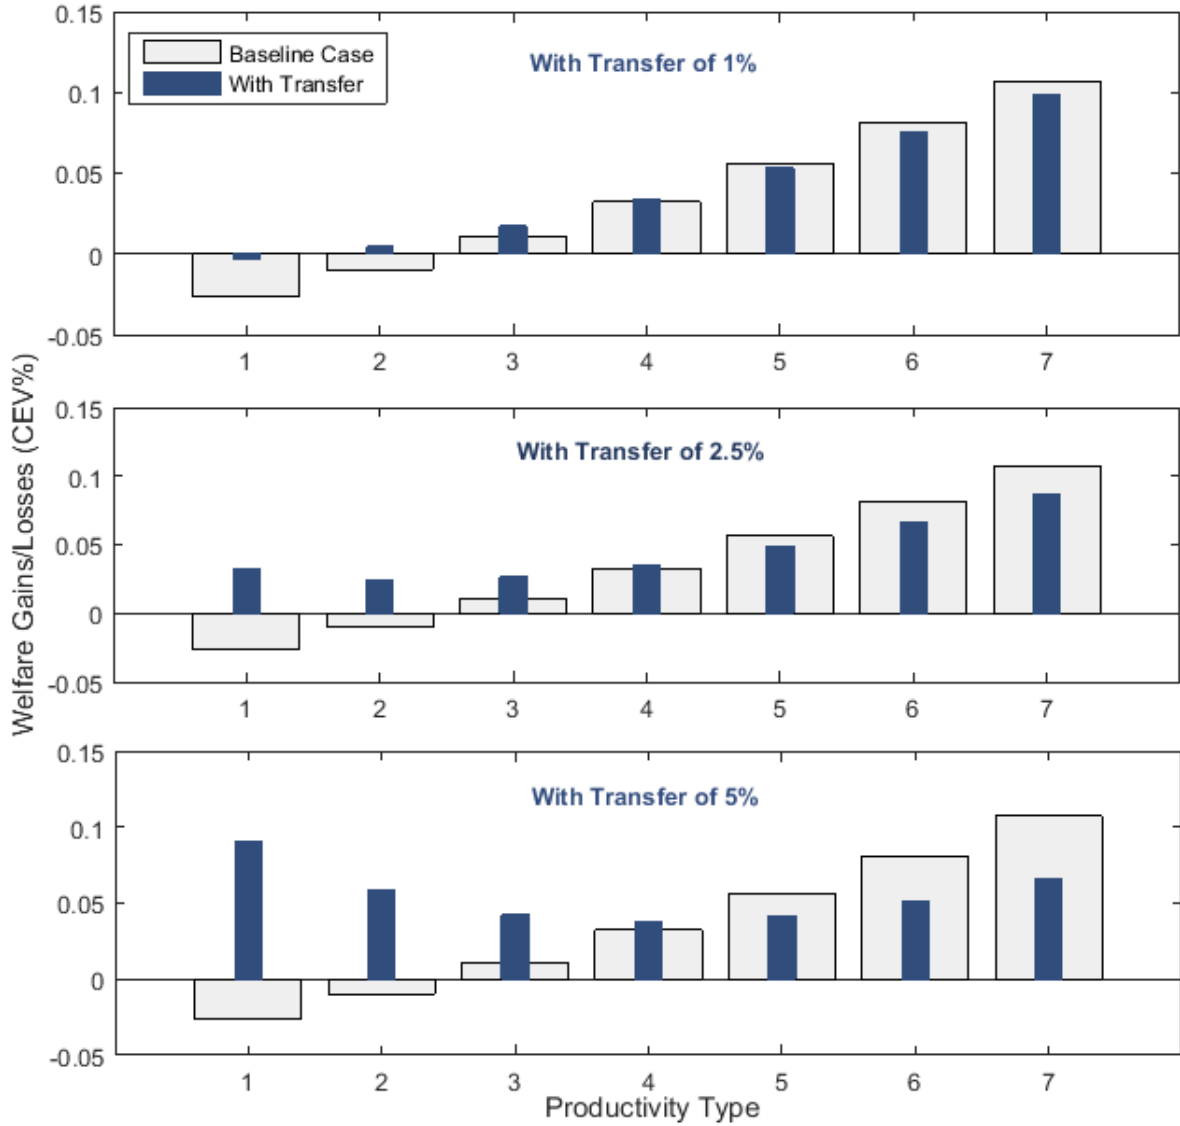 Welfare Gains/Losses (CEV%)
0.15
0.1
0.05
0
-0.05
Baseline Case
With Transfer
With Transfer of 1%
1 2 3 4 5 6 7
0.15
0.1
0.05
0
-0.05
With Transfer of 2.5%
1 2 3 4 5 6 7
0.15
0.1
0.05
0
-0.05
With Transfer of 5%
1 2 3 4 5 6 7
Productivity Type